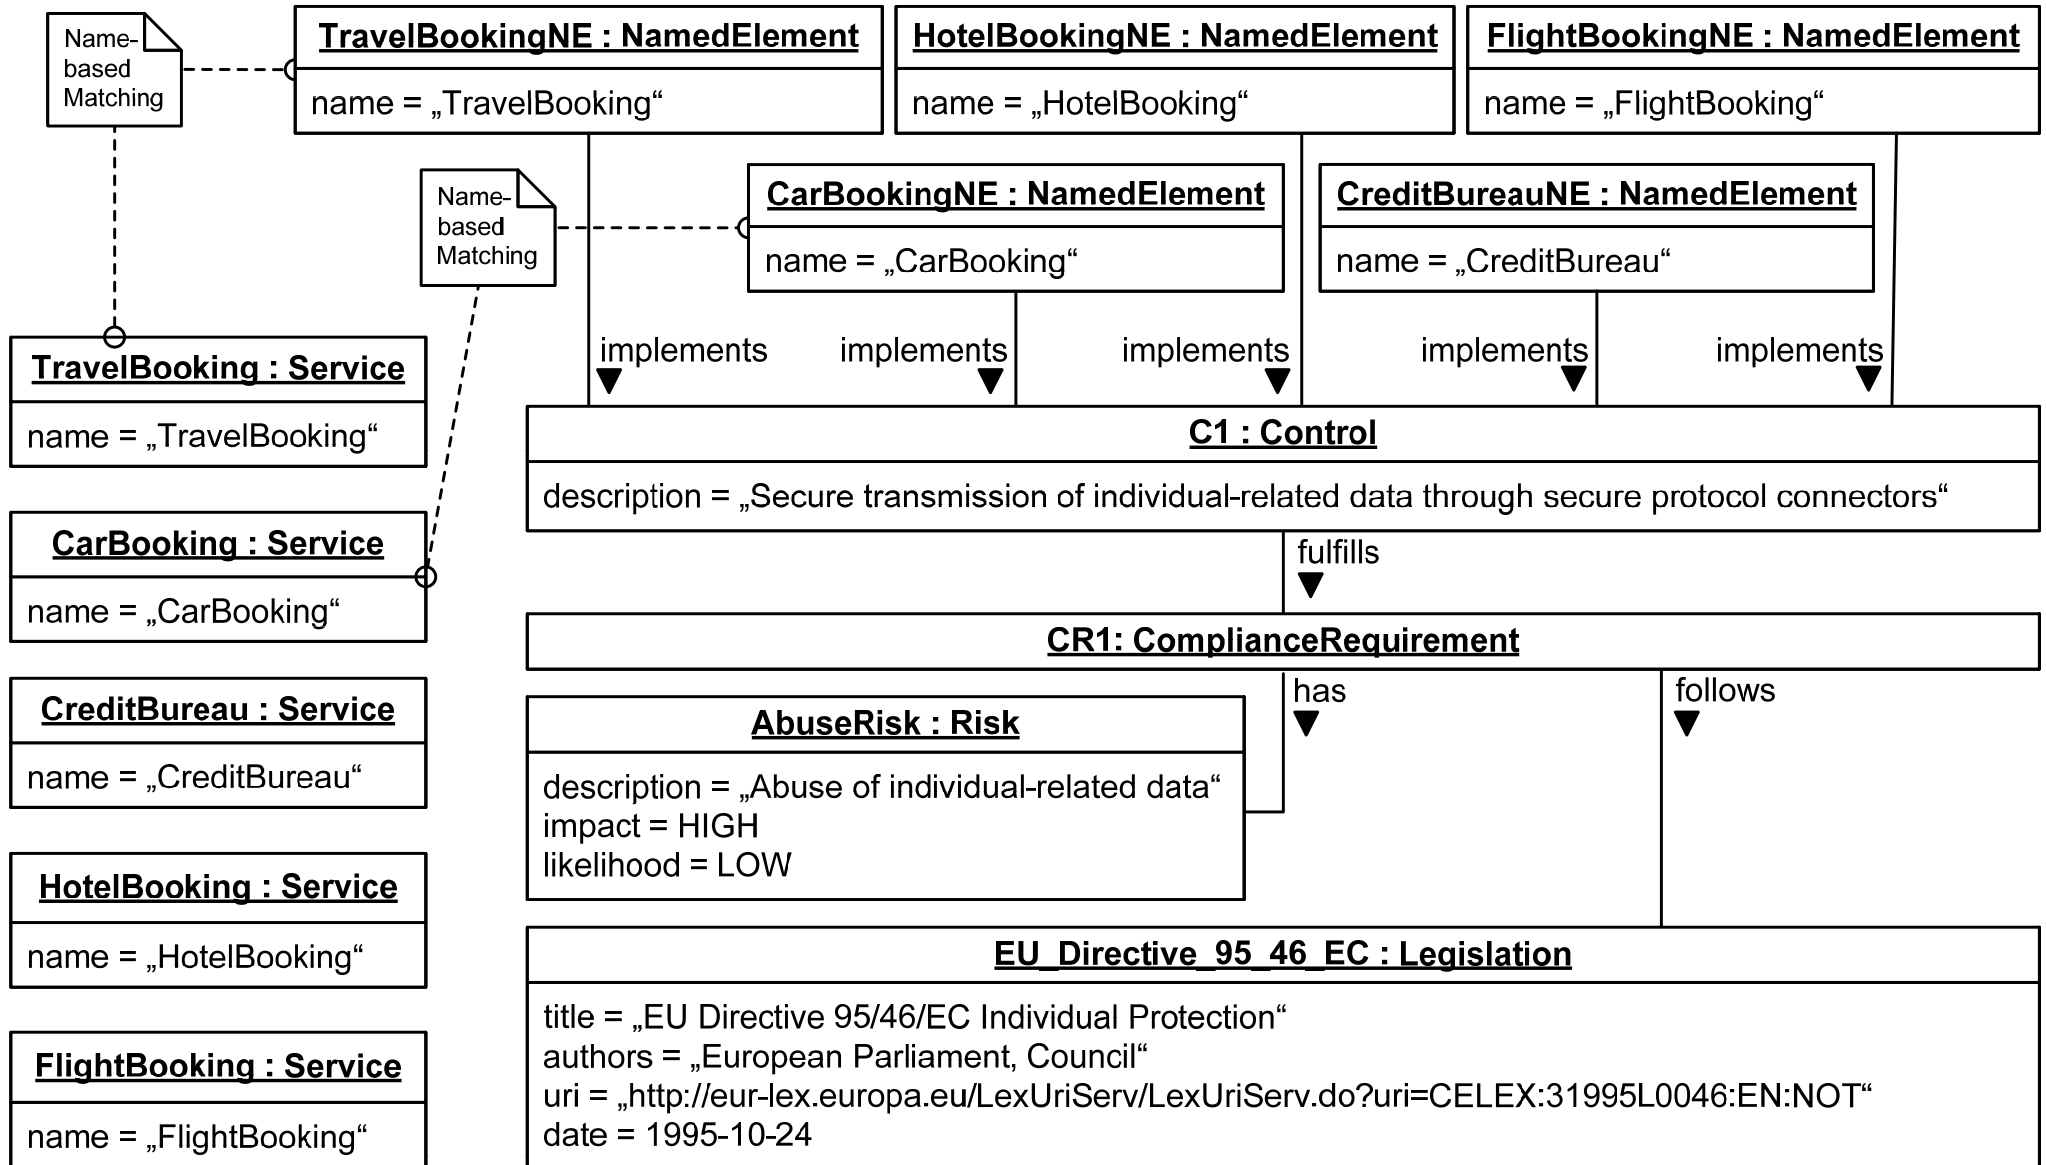 Name-
based
Matching
TravelBookingNE : NamedElement
name = „TravelBooking“
HotelBookingNE : NamedElement
name = „HotelBooking“
FlightBookingNE : NamedElement
name = „FlightBooking“
Name-
based
Matching
CarBookingNE : NamedElement
name = „CarBooking“
CreditBureauNE : NamedElement
name = „CreditBureau“
implements
implements
implements
implements
implements
TravelBooking : Service
name = „TravelBooking“
CarBooking : Service
name = „CarBooking“
CreditBureau : Service
name = „CreditBureau“
HotelBooking : Service
name = „HotelBooking“
FlightBooking : Service
name = „FlightBooking“
C1 : Control
description = „Secure transmission of individual-related data through secure protocol connectors“
fulfills
CR1: ComplianceRequirement
has
follows
AbuseRisk : Risk
description = „Abuse of individual-related data“
impact = HIGH
likelihood = LOW
EU_Directive_95_46_EC : Legislation
title = „EU Directive 95/46/EC Individual Protection“
authors = „European Parliament, Council“
uri = „http://eur-lex.europa.eu/LexUriServ/LexUriServ.do?uri=CELEX:31995L0046:EN:NOT“
date = 1995-10-24